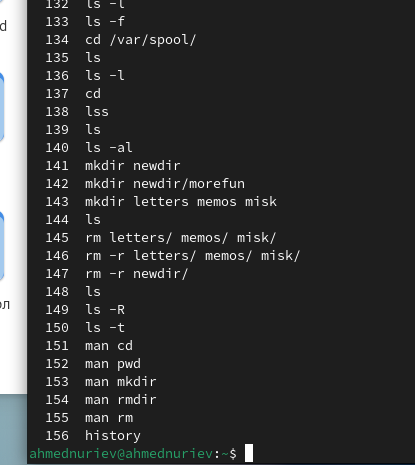 132 ls -l
133 ls -f
134 cd /var/spool/
135 ls
136 ls -l
137 cd
138 lss
139 ls
140 ls -al
141 mkdir newdir
142 mkdir newdir/morefun
143 mkdir letters memos misk
144 ls
145 rm letters/ memos/ misk/
146 rm -r letters/ memos/ misk/
147 rm -r newdir/
148 ls
149 ls -R
150 ls -t
151 man cd
152 man pwd
153 man mkdir
154 man rmdir
155 man rm
156 history
ahmednuriev@ahmednuriev:~$
d
ол